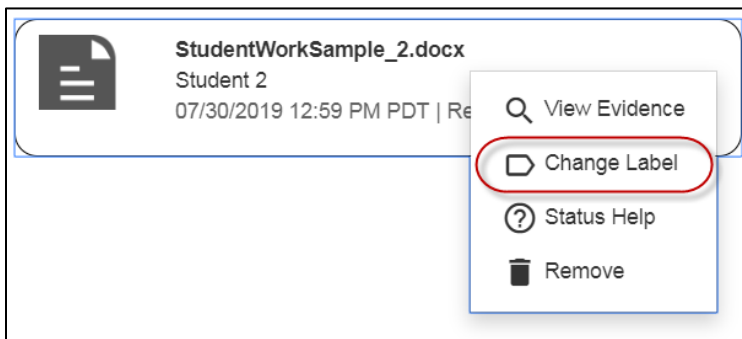 StudentWorkSample_2.docx
Student 2
07/30/2019 12:59 PM PDT | Re
View Evidence
Change Label
Status Help
Remove